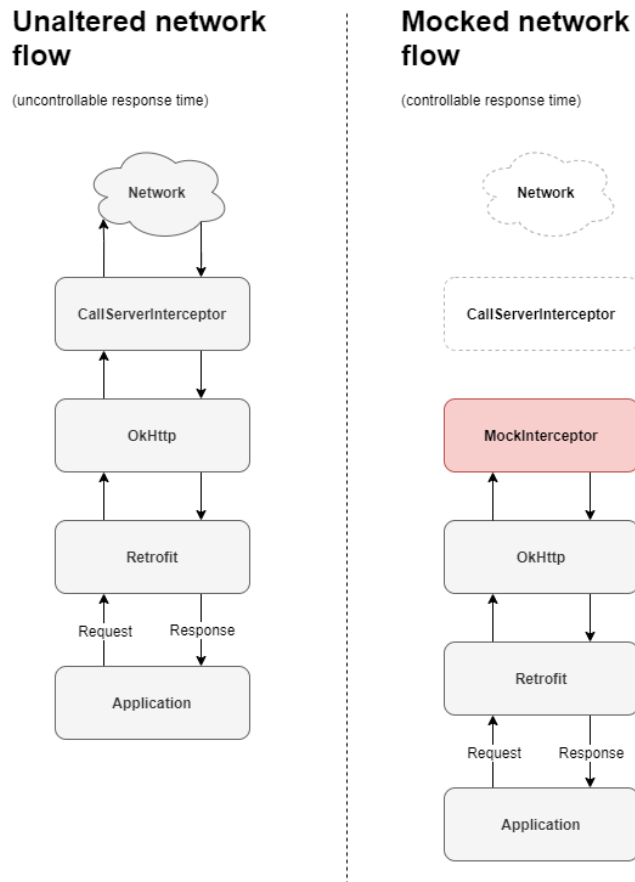 Unaltered network
flow
(uncontrollable response time)
Network
CallServerInterceptor
OkHttp
Retrofit
Request Response
Application
Mocked network
flow
(controllable response time)
Network
CallServerInterceptor
MockInterceptor
OkHttp
Retrofit
Request Response
Application